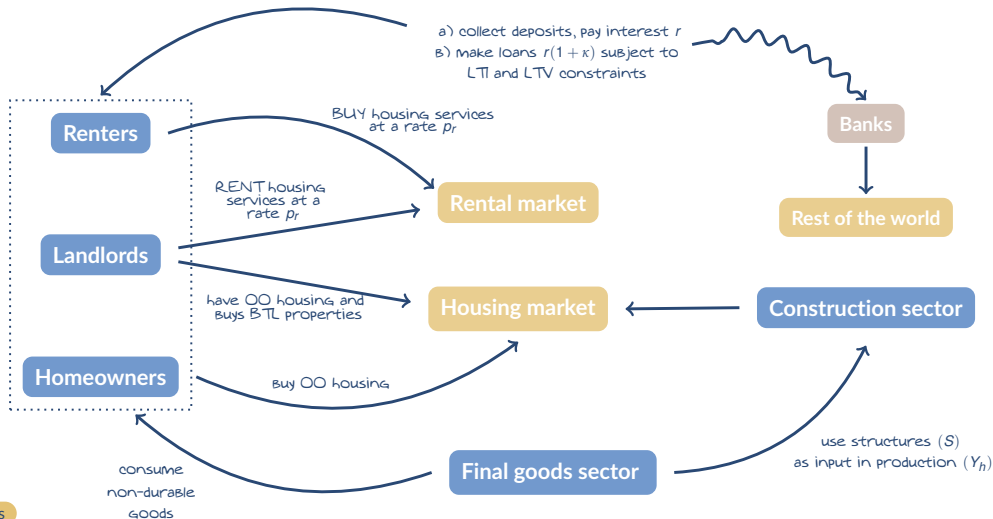 a) collect deposits, pay interest r
B) make loans r(1 + κ) subject to
LTI and LTV constraints
Renters
BUY housing services
at a rate pᵣ
Banks
RENT housing
services at a
rate pᵣ
Rental market
Rest of the world
Landlords
have OO housing and
buys BTL properties
Housing market
Construction sector
Homeowners
buy OO housing
use structures (S)
as input in production (Yₕ)
Final goods sector
consume
non-durable
goods